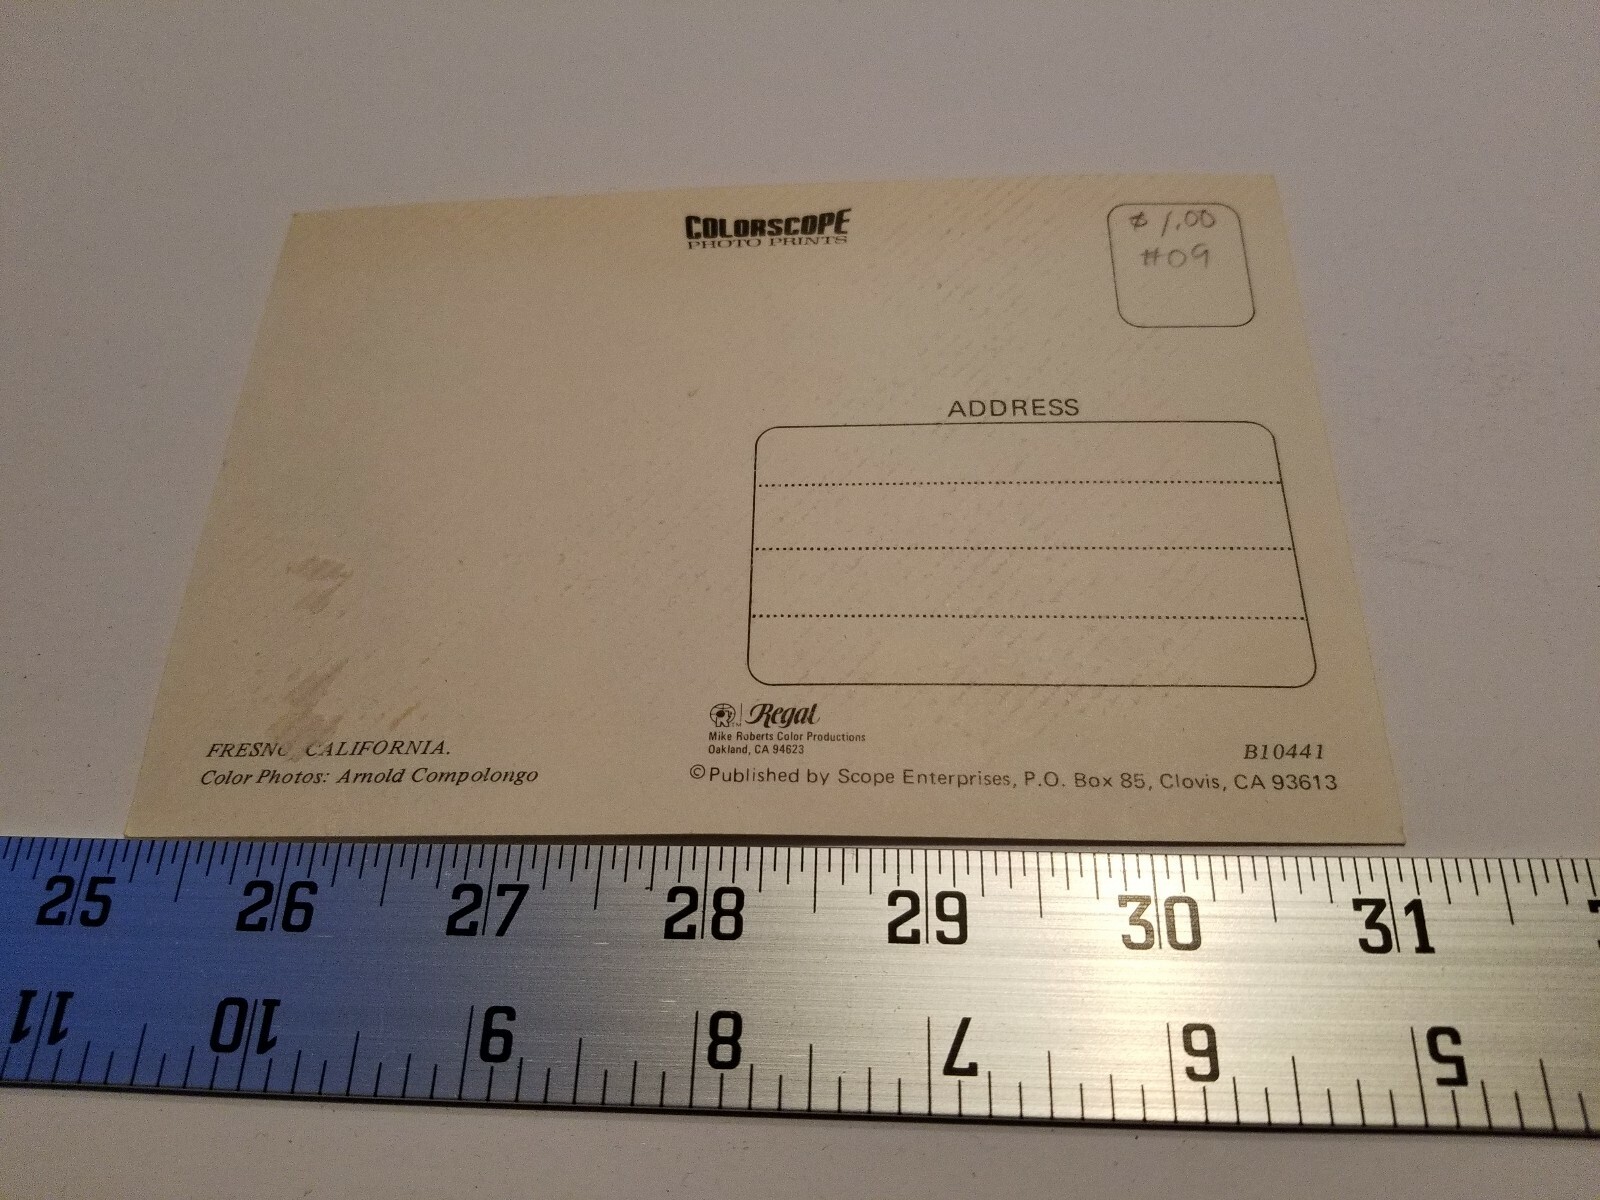 COLORSCOPE
PHOTO PRINTS
$1.00
#09
ADDRESS
Regal
Mike Roberts Color Productions
Oakland, CA 94623
FRESNO CALIFORNIA.
Color Photos: Arnold Compolongo
B10441
©Published by Scope Enterprises, P.O. Box 85, Clovis, CA 93613
25 26 27 28 29 30 31
11 10 9 8 7 6 5